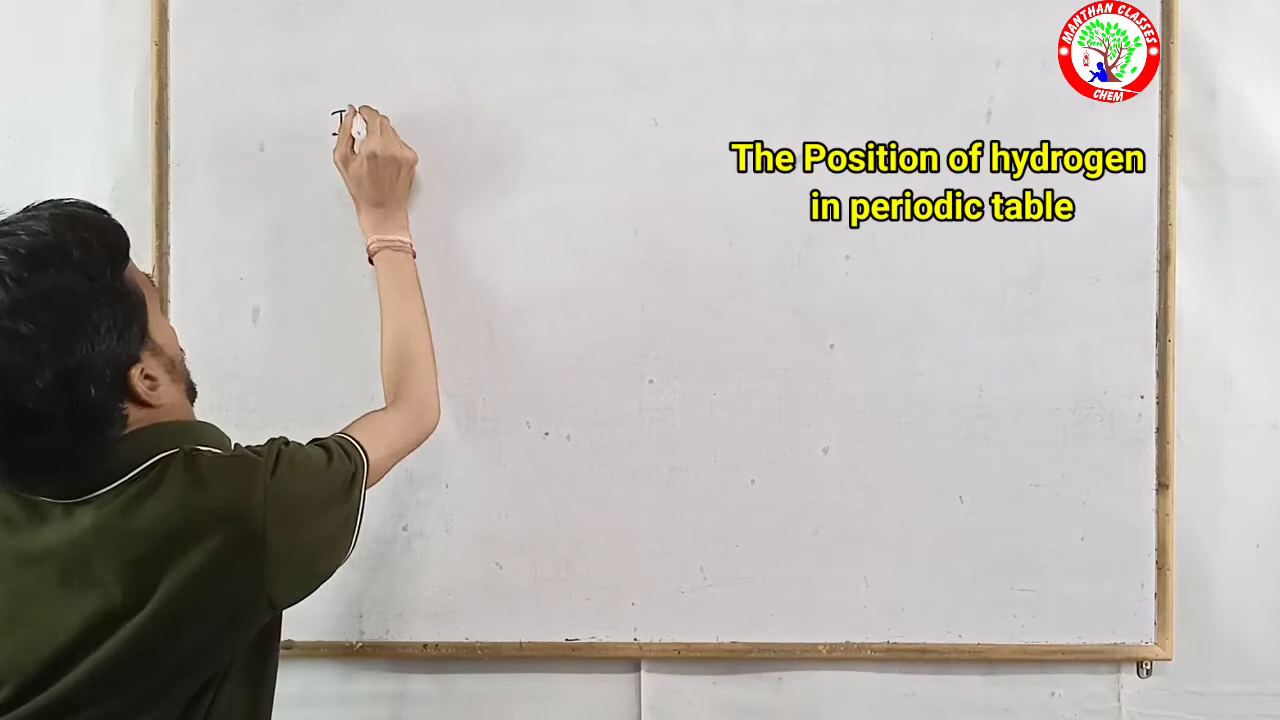 MANTHAN CLASSES
CHEM
The Position of hydrogen
in periodic table
I